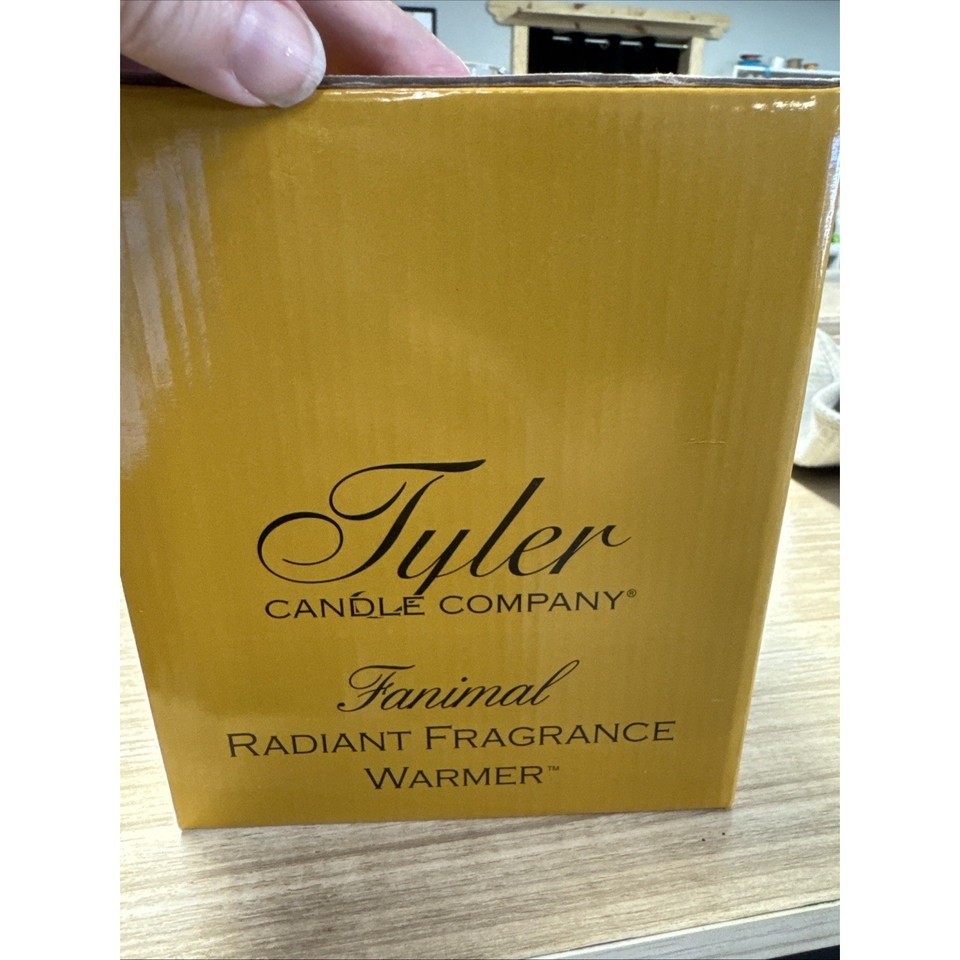 Tyler
CANDLE COMPANY®
Fanimal
RADIANT FRAGRANCE
WARMER™